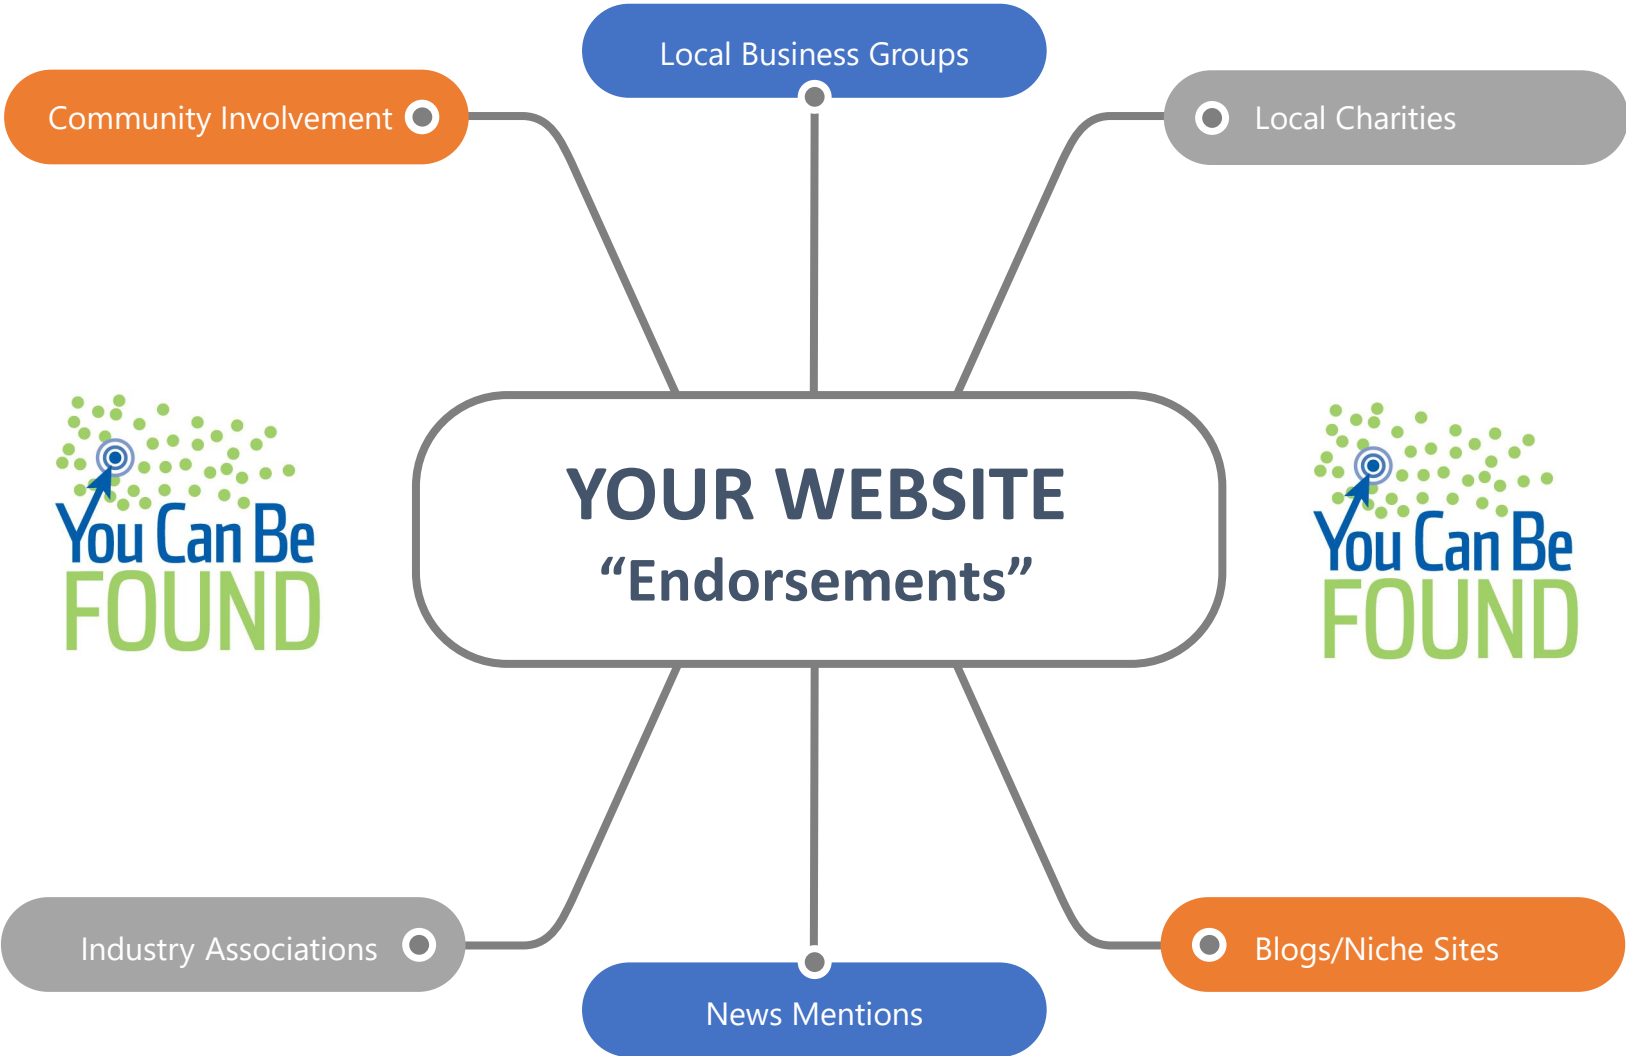 Local Business Groups
Community Involvement
Local Charities
You Can Be
FOUND
YOUR WEBSITE
“Endorsements”
You Can Be
FOUND
Industry Associations
Blogs/Niche Sites
News Mentions